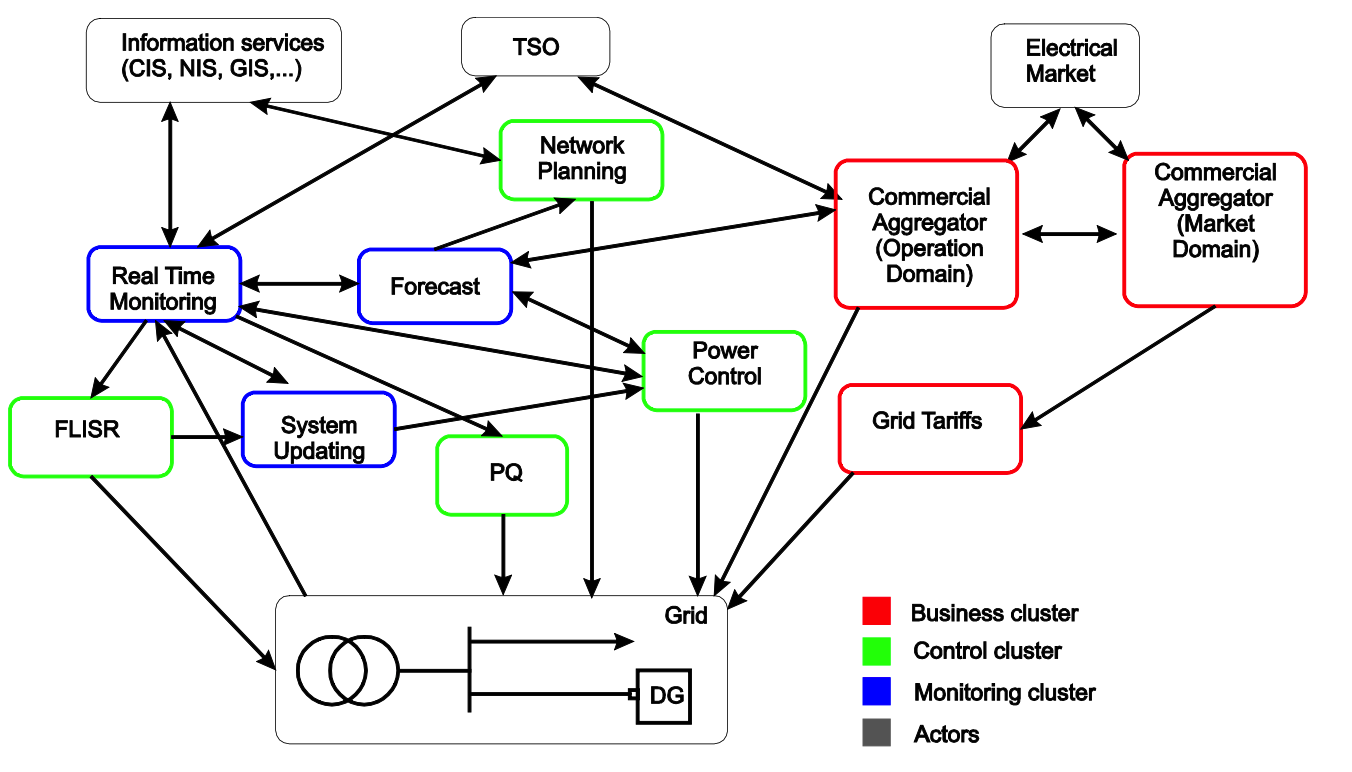 Information services
(CIS, NIS, GIS,...)
TSO
Electrical
Market
Network
Planning
Commercial
Aggregator
(Operation
Domain)
Commercial
Aggregator
(Market
Domain)
Real Time
Monitoring
Forecast
Power
Control
FLISR
System
Updating
PQ
Grid Tariffs
Grid
DG
Business cluster
Control cluster
Monitoring cluster
Actors